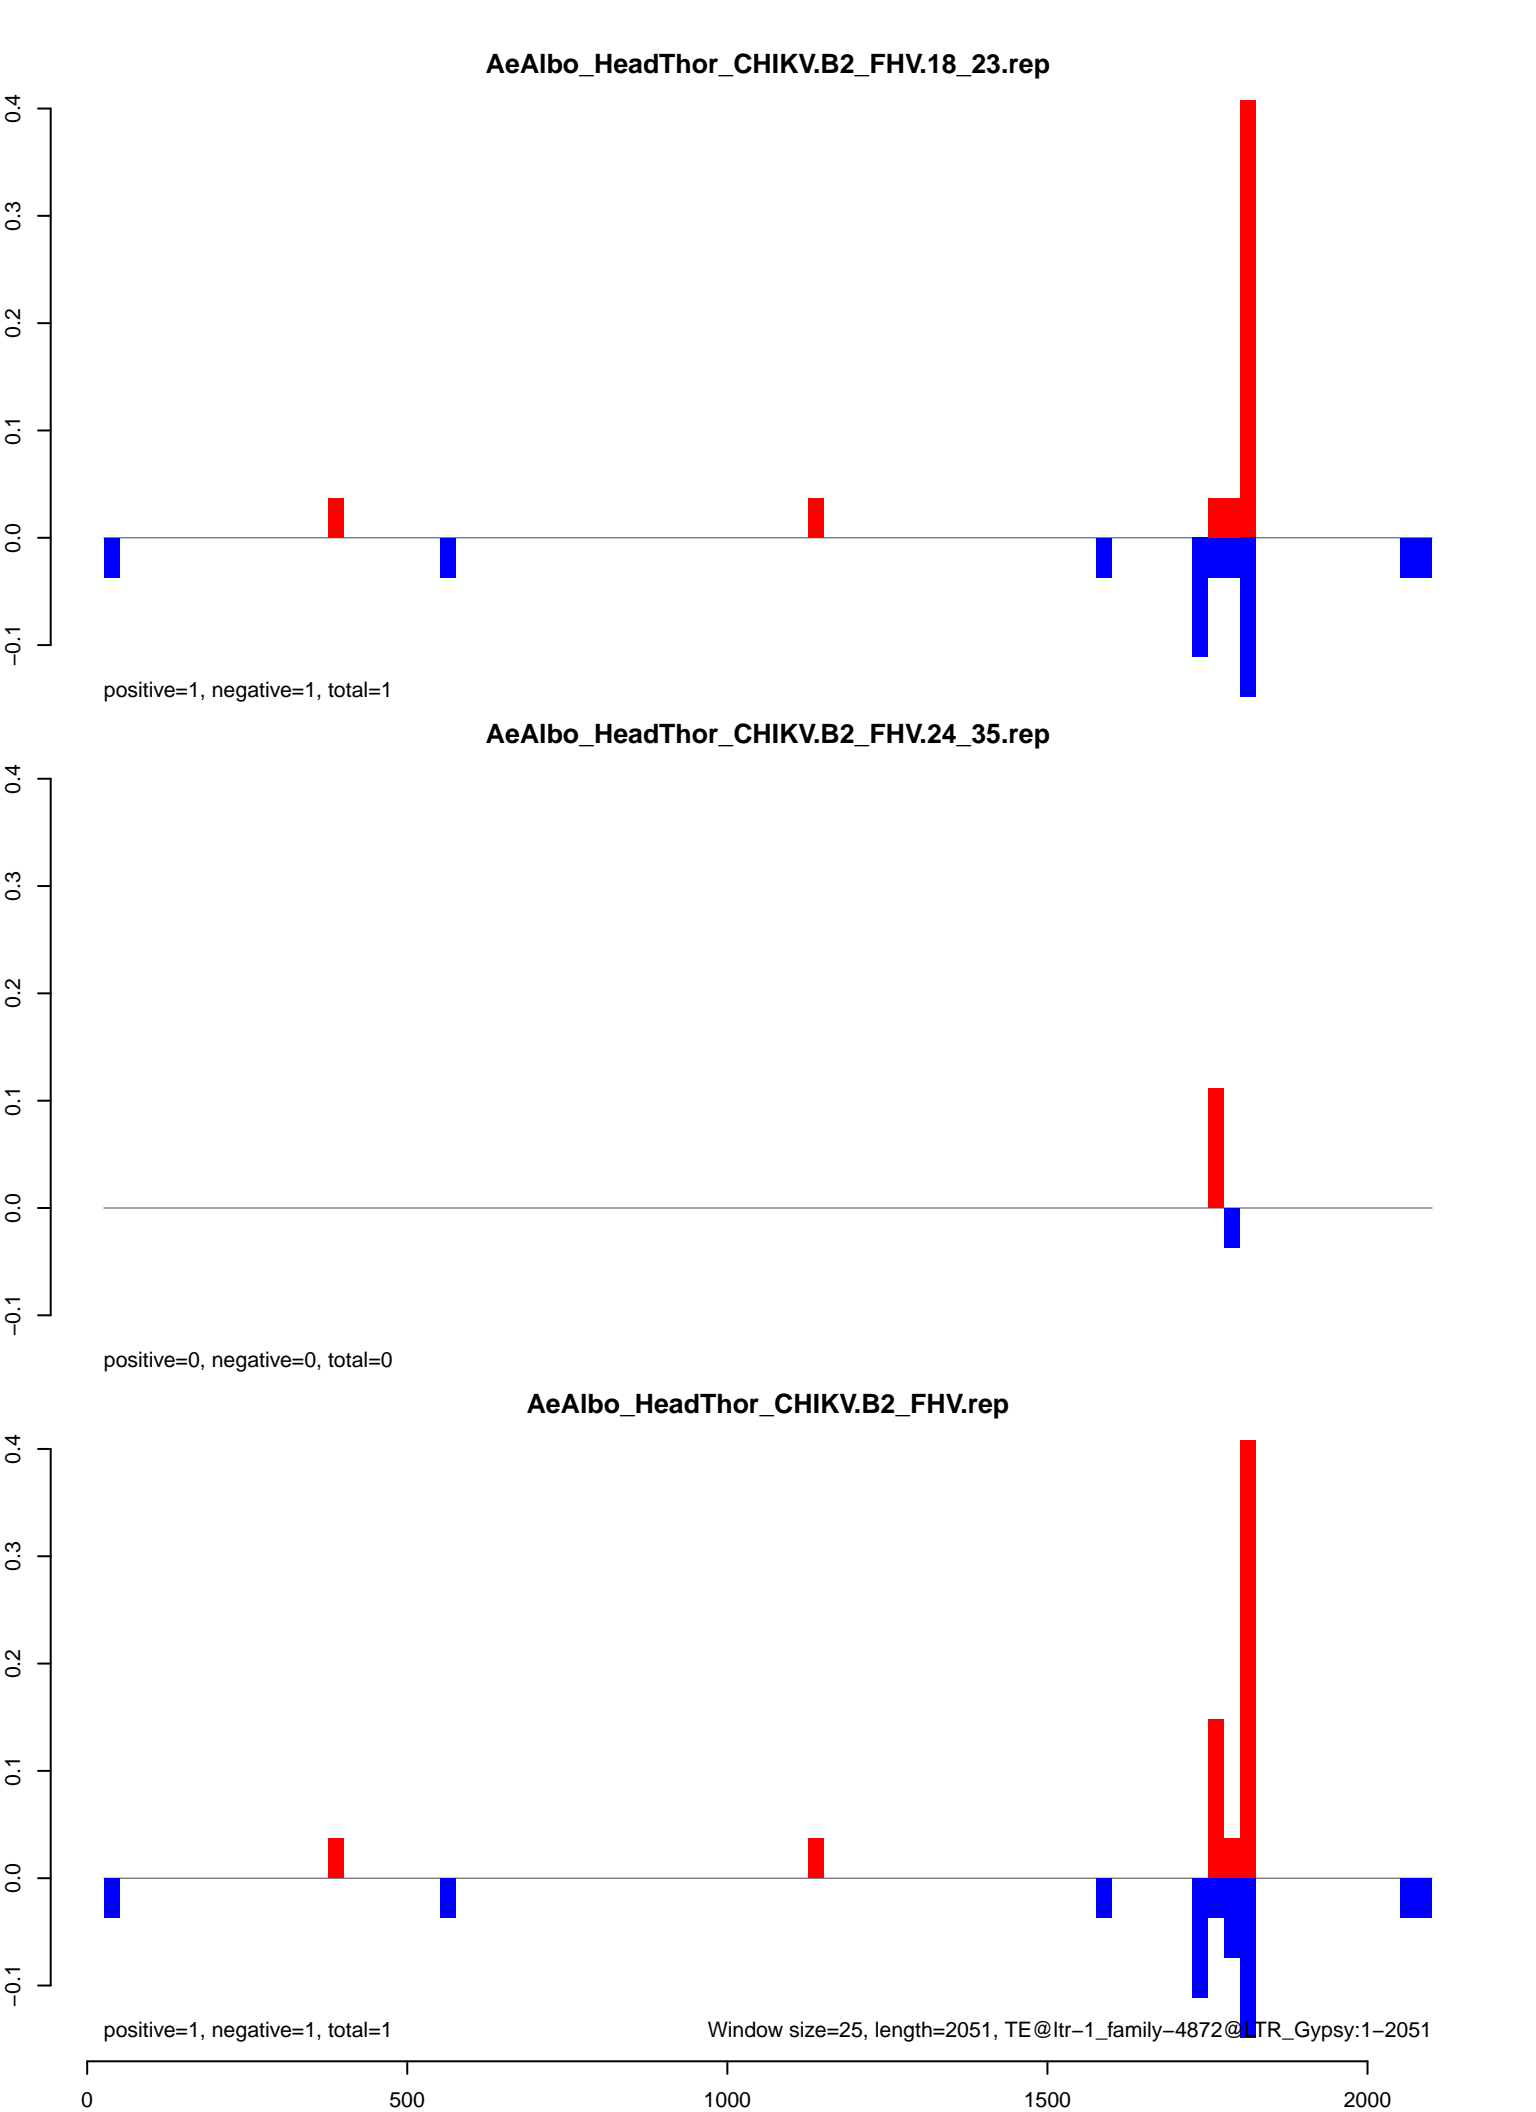 AeAlbo_HeadThor_CHIKV.B2_FHV.18_23.rep
0.4
0.3
0.2
0.1
0.0
−0.1
positive=1, negative=1, total=1
AeAlbo_HeadThor_CHIKV.B2_FHV.24_35.rep
0.4
0.3
0.2
0.1
0.0
−0.1
positive=0, negative=0, total=0
AeAlbo_HeadThor_CHIKV.B2_FHV.rep
0.4
0.3
0.2
0.1
0.0
−0.1
positive=1, negative=1, total=1 Window size=25, length=2051, TE@ltr−1_family−4872@LTR_Gypsy:1−2051
0 500 1000 1500 2000